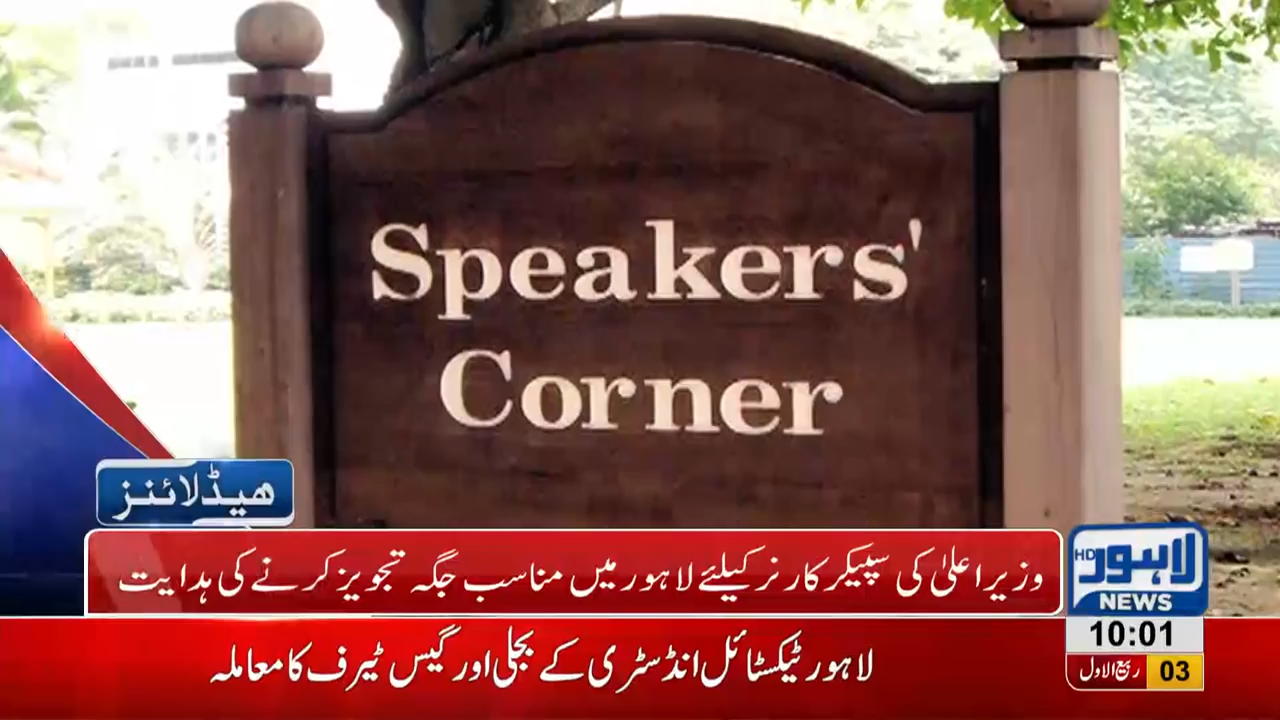 Speakers'
Corner
ھیڈلائنز
وزیراعلیٰ کی سپیکر کارنر کیلئے لاہور میں مناسب جگہ تجویز کرنے کی ہدایت
لاہور HD
NEWS
10:01
لاہور ٹیکسٹائل انڈسٹری کے بجلی اور گیس ٹیرف کا معاملہ
03 ربیع الاول